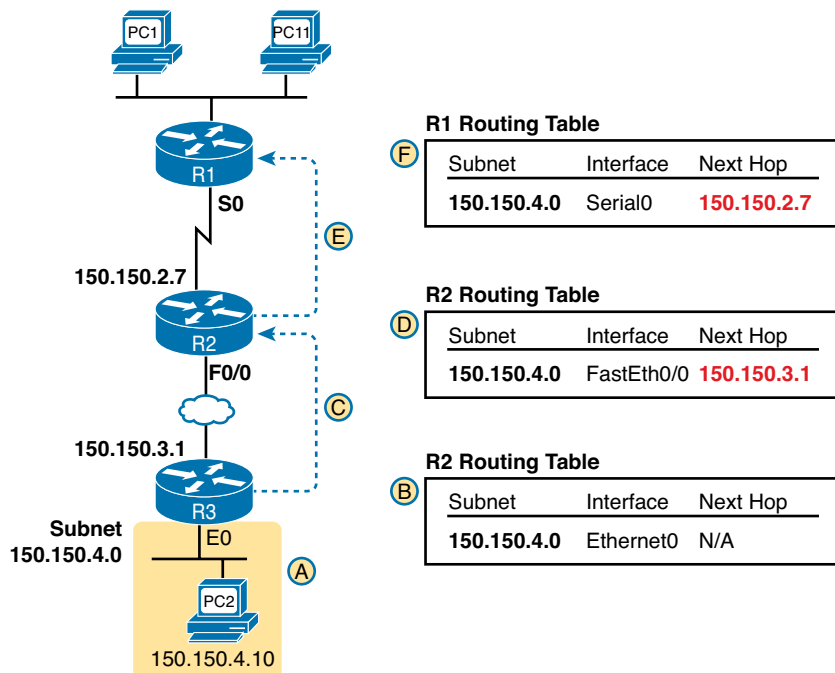 PC1
PC11
R1
S0
E
150.150.2.7
R2
F0/0
C
150.150.3.1
R3
Subnet
150.150.4.0
E0
A
PC2
150.150.4.10
R1 Routing Table
F
Subnet Interface Next Hop
150.150.4.0 Serial0 150.150.2.7
R2 Routing Table
D
Subnet Interface Next Hop
150.150.4.0 FastEth0/0 150.150.3.1
R2 Routing Table
B
Subnet Interface Next Hop
150.150.4.0 Ethernet0 N/A